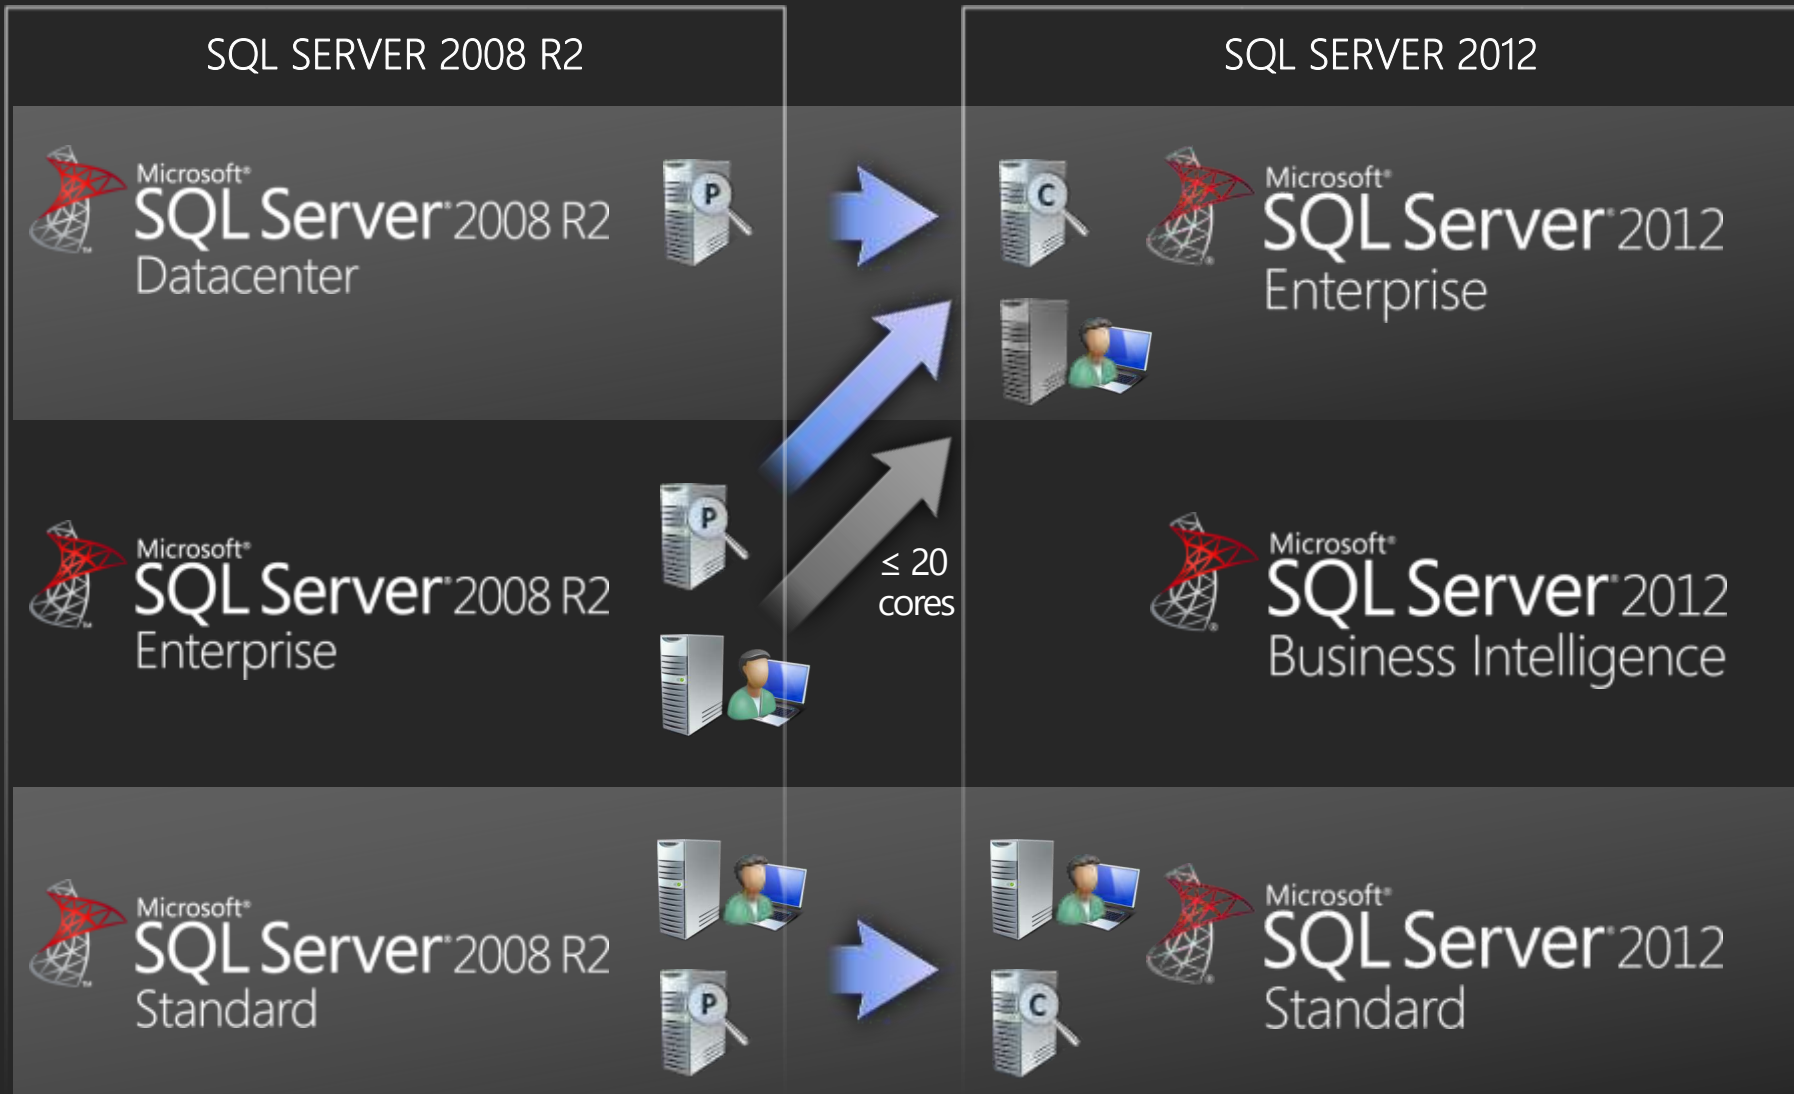 SQL SERVER 2008 R2
SQL SERVER 2012
Microsoft®
SQL Server® 2008 R2
Datacenter
P
C
Microsoft®
SQL Server® 2012
Enterprise
Microsoft®
SQL Server® 2008 R2
Enterprise
P
≤ 20
cores
Microsoft®
SQL Server® 2012
Business Intelligence
Microsoft®
SQL Server® 2008 R2
Standard
P
C
Microsoft®
SQL Server® 2012
Standard